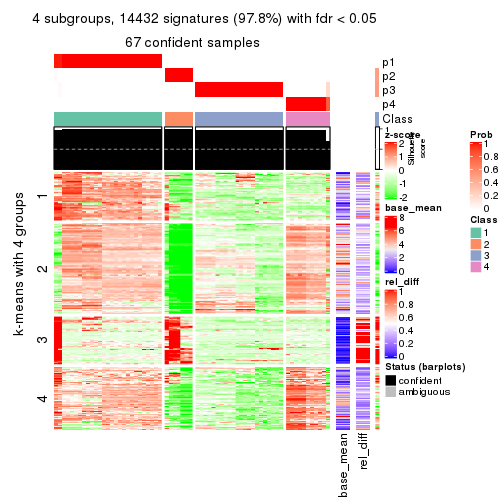 4 subgroups, 14432 signatures (97.8%) with fdr < 0.05
67 confident samples
p1
p2
p3
p4
Class
1
Silhouette
score
z-score
2
1
0
-1
-2
base_mean
8
6
4
2
0
rel_diff
1
0.8
0.6
0.4
0.2
0
Status (barplots)
confident
ambiguous
Prob
1
0.8
0.6
0.4
0.2
0
Class
1
2
3
4
k-means with 4 groups
1
2
3
4
base_mean
rel_diff